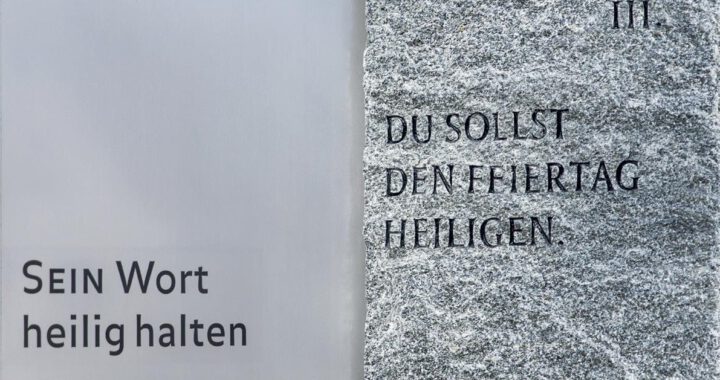 SEIN Wort
heilig halten
III.
DU SOLLST
DEN FEIERTAG
HEILIGEN.